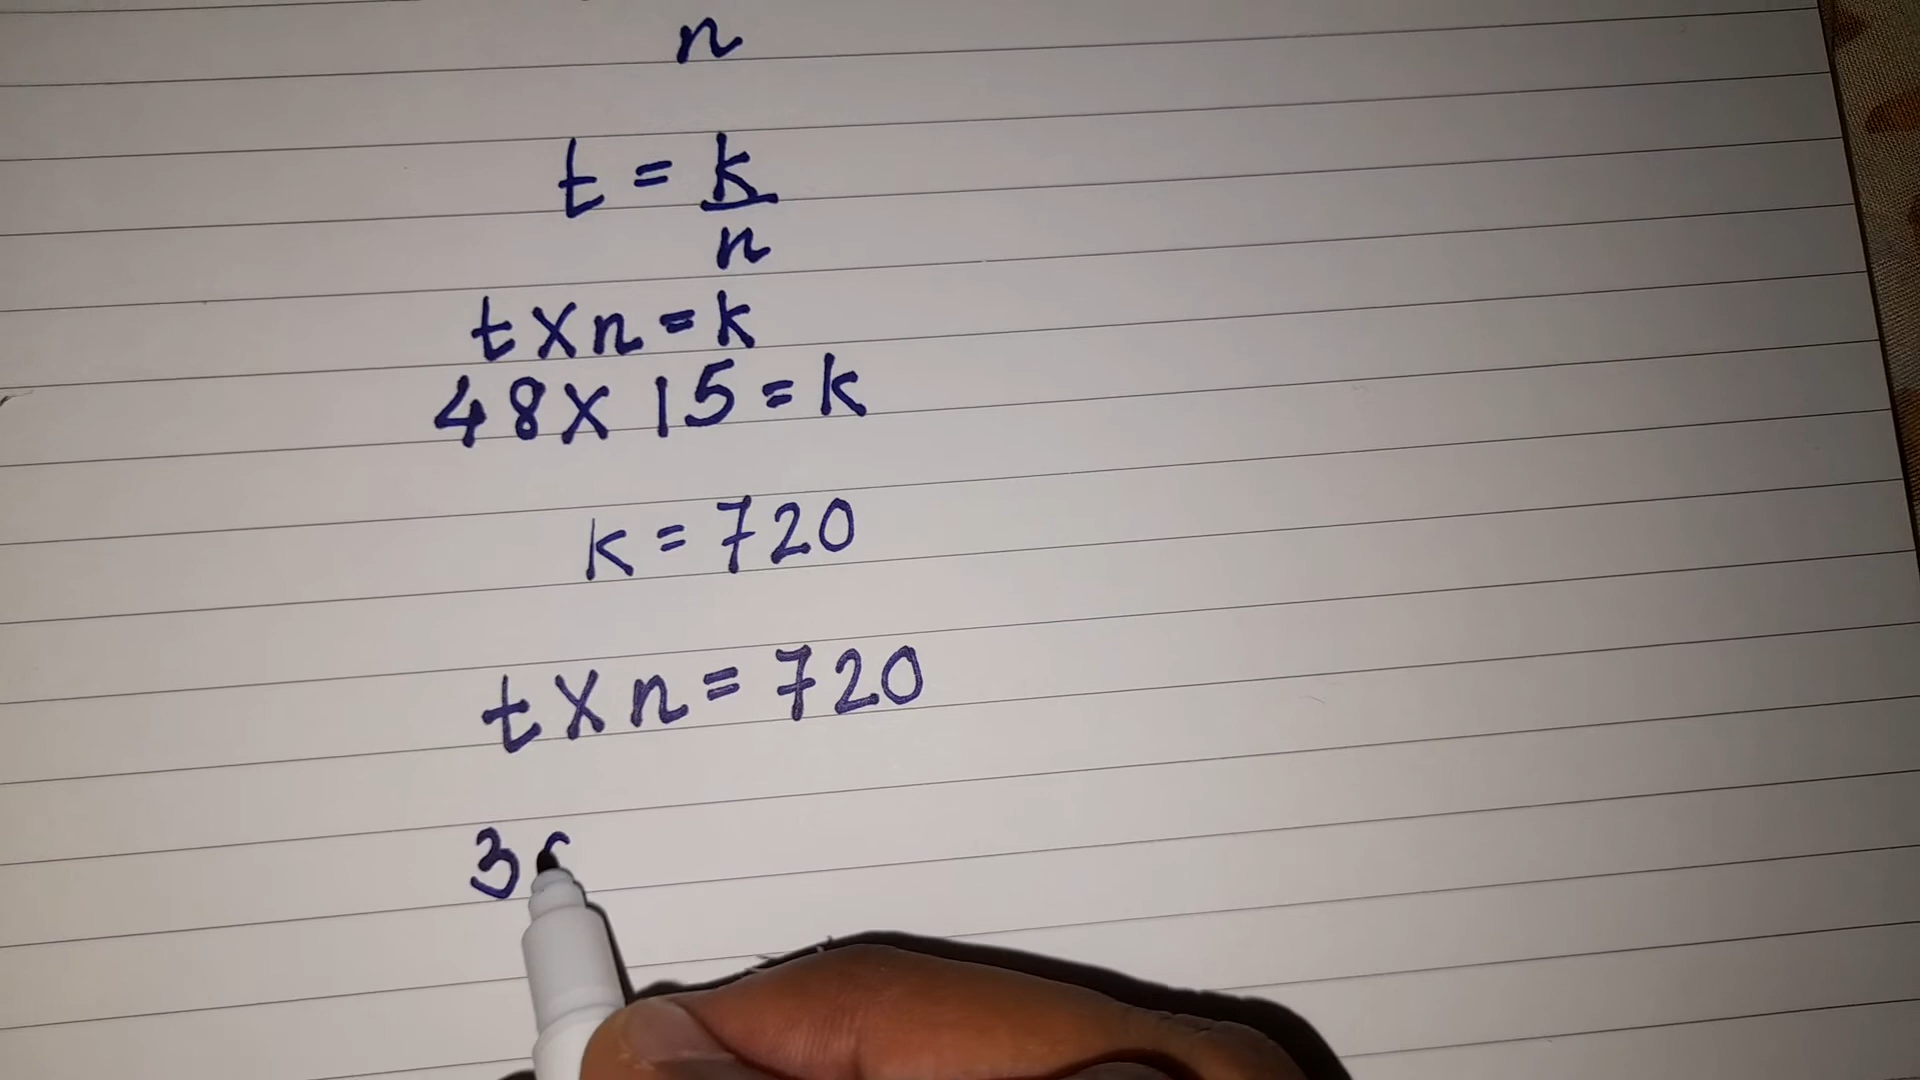 n
t = k
n
t x n = k
48 x 15 = k
k = 720
t x n = 720
3